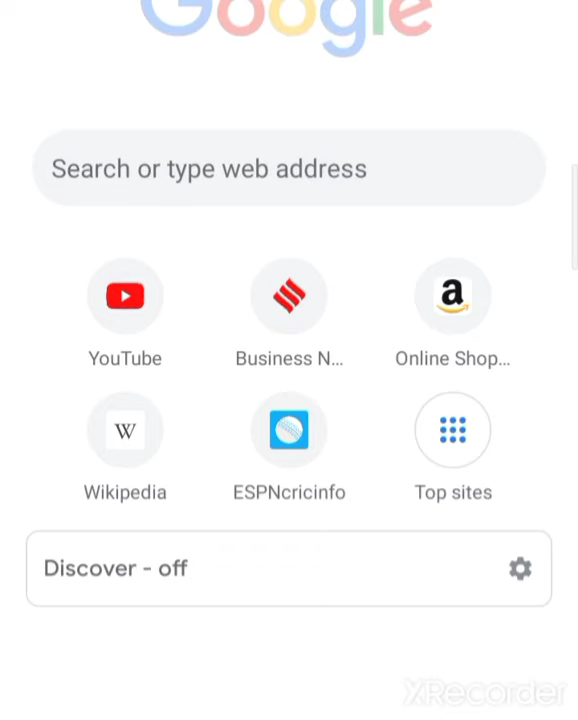 Google
Search or type web address
YouTube
Business N...
Online Shop...
Wikipedia
ESPNcricinfo
Top sites
Discover - off
XRecorder